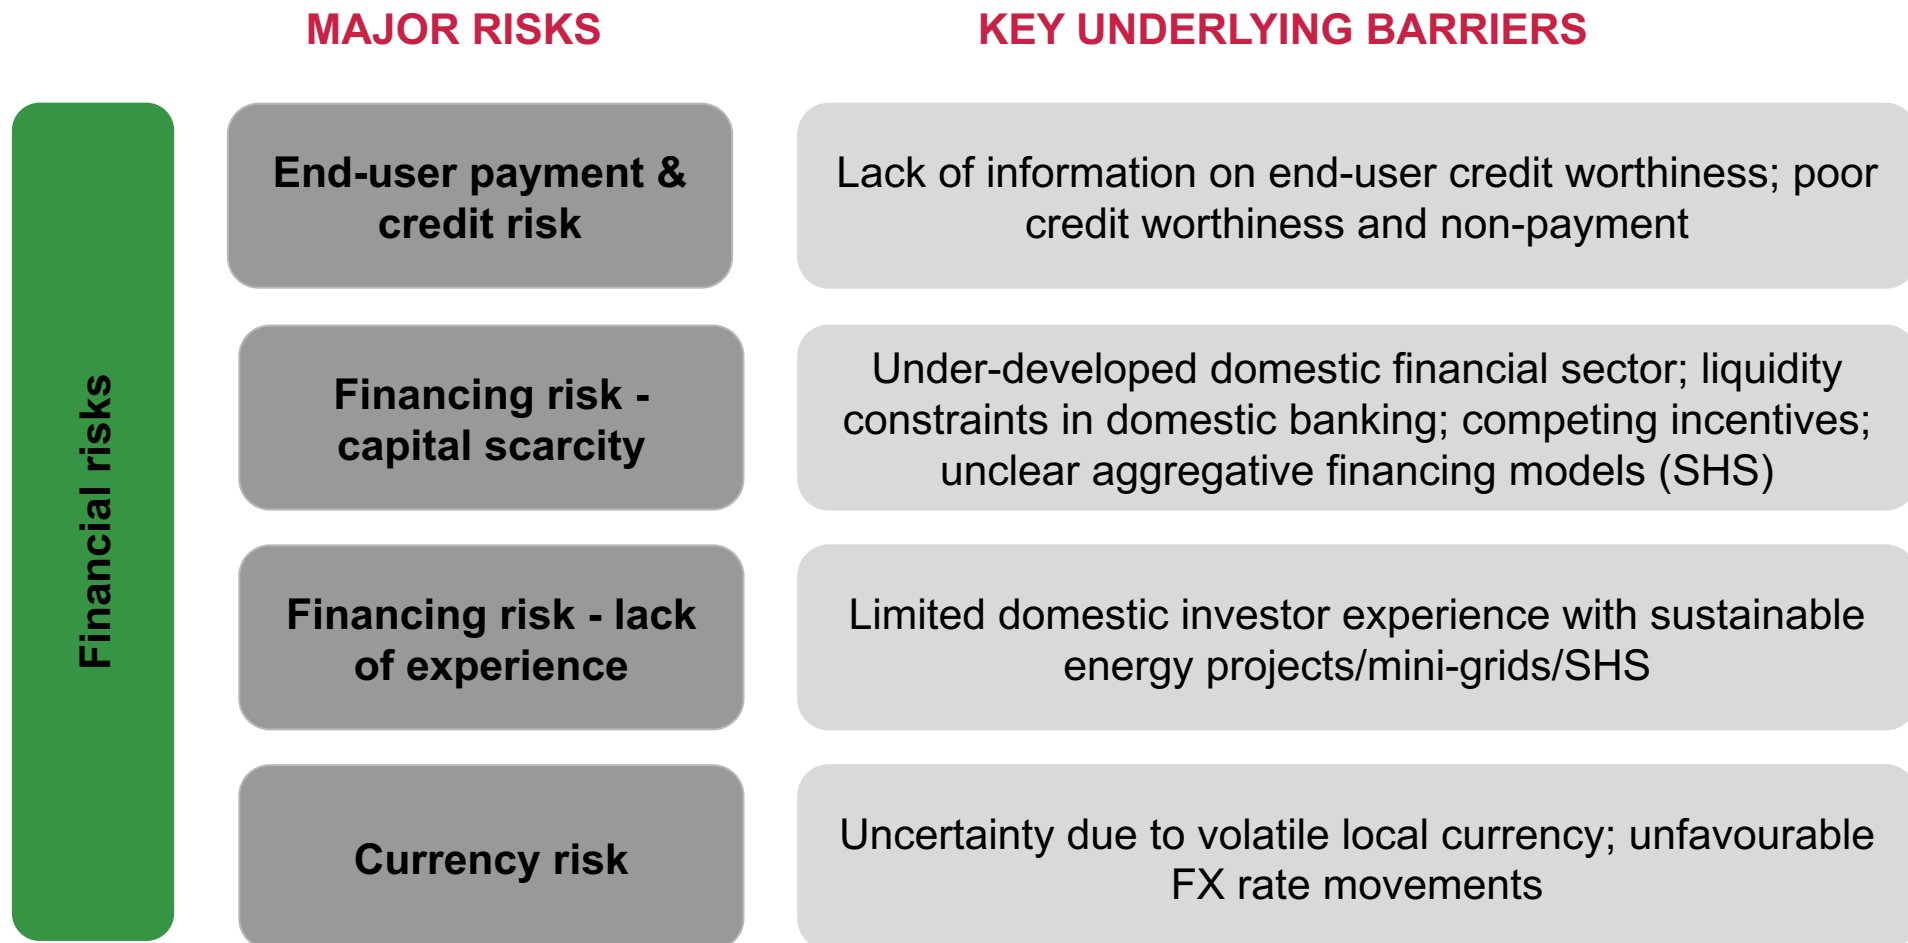 MAJOR RISKS
KEY UNDERLYING BARRIERS
Financial risks
End-user payment &
credit risk
Lack of information on end-user credit worthiness; poor
credit worthiness and non-payment
Financing risk -
capital scarcity
Under-developed domestic financial sector; liquidity
constraints in domestic banking; competing incentives;
unclear aggregative financing models (SHS)
Financing risk - lack
of experience
Limited domestic investor experience with sustainable
energy projects/mini-grids/SHS
Currency risk
Uncertainty due to volatile local currency; unfavourable
FX rate movements